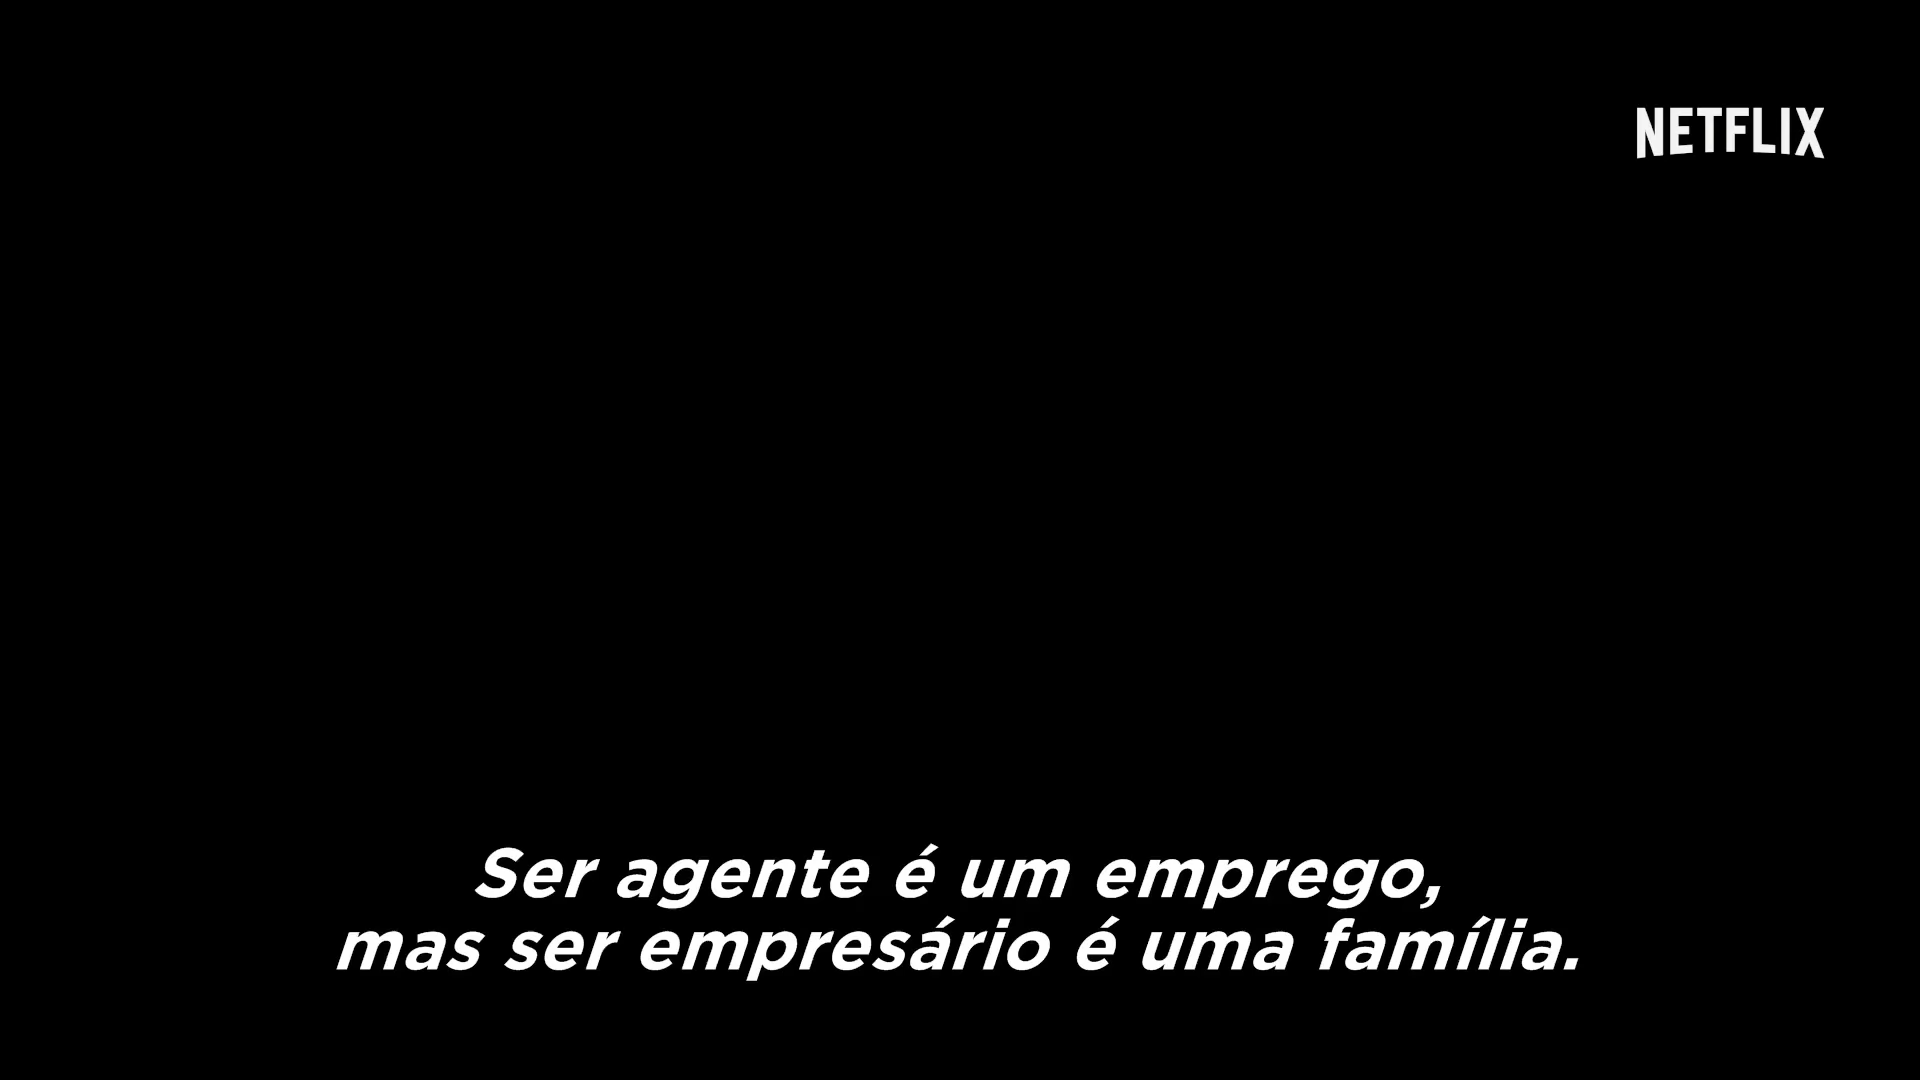 NETFLIX
Ser agente é um emprego,
mas ser empresário é uma família.